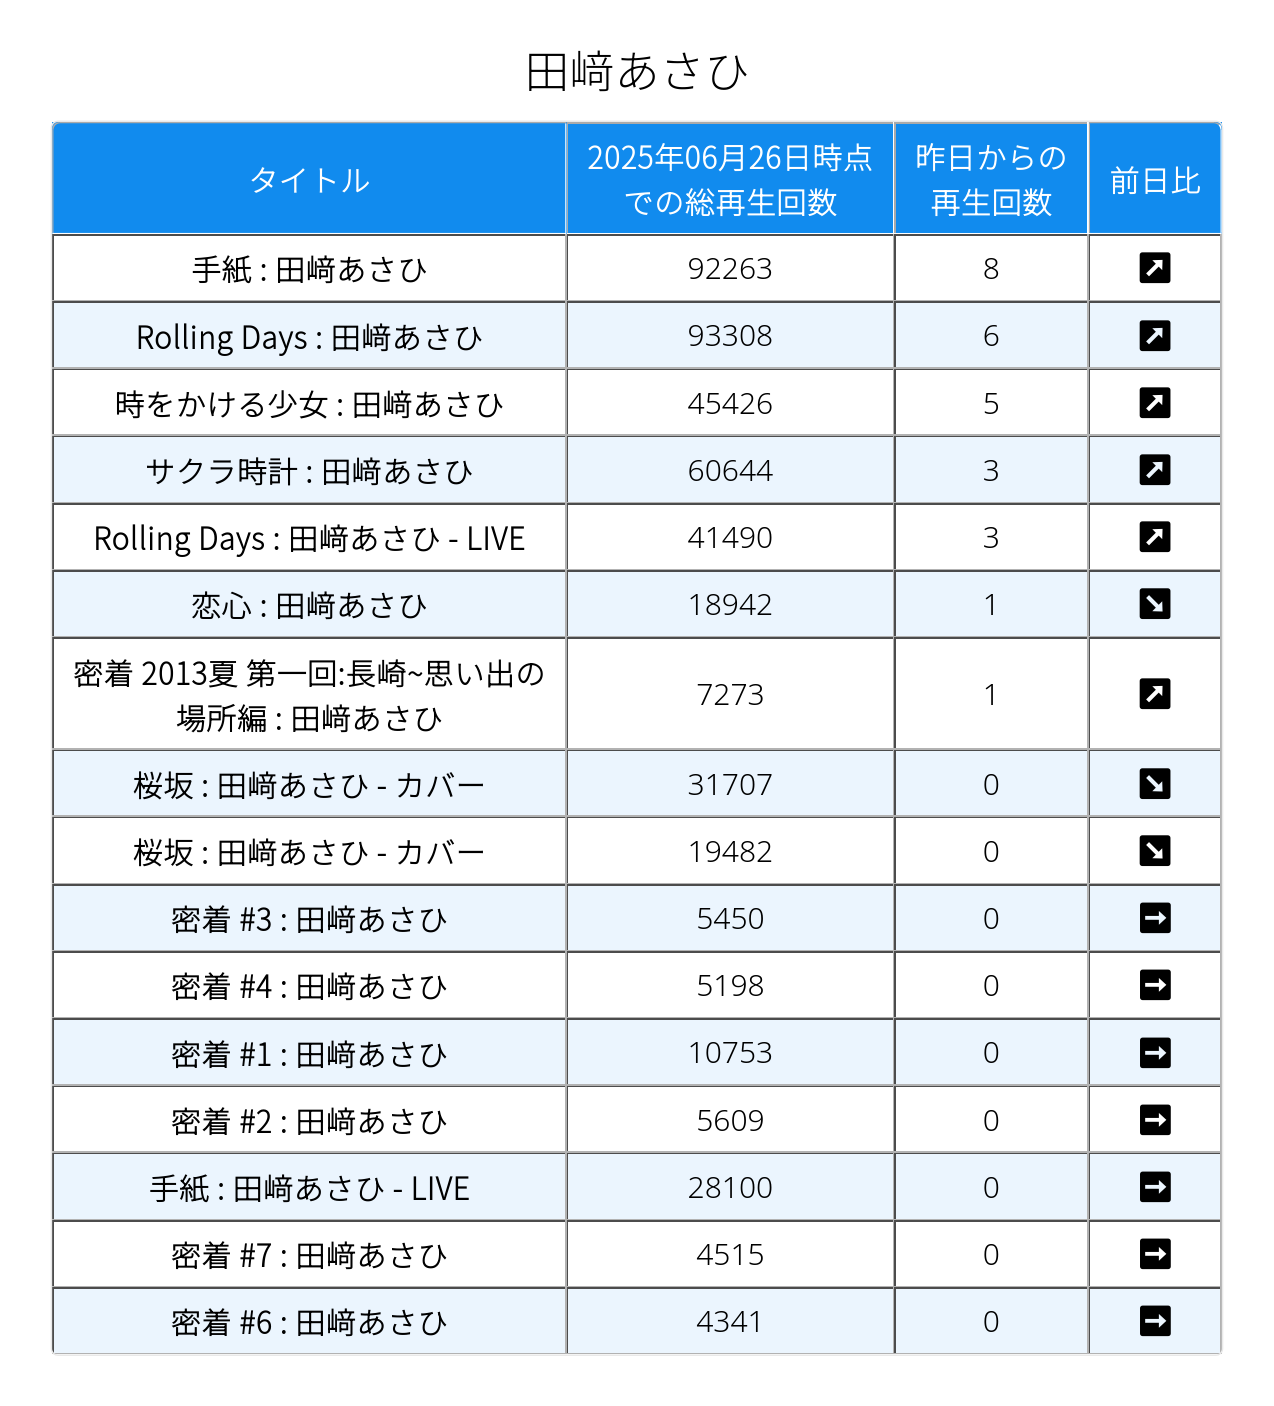 田﨑あさひ
タイトル
2025年06月26日時点
での総再生回数
昨日からの
再生回数
前日比
手紙 : 田﨑あさひ 92263 8 ↗
Rolling Days : 田﨑あさひ 93308 6 ↗
時をかける少女 : 田﨑あさひ 45426 5 ↗
サクラ時計 : 田﨑あさひ 60644 3 ↗
Rolling Days : 田﨑あさひ - LIVE 41490 3 ↗
恋心 : 田﨑あさひ 18942 1 ↘
密着 2013夏 第一回:長崎~思い出の
場所編 : 田﨑あさひ 7273 1 ↗
桜坂 : 田﨑あさひ - カバー 31707 0 ↘
桜坂 : 田﨑あさひ - カバー 19482 0 ↘
密着 #3 : 田﨑あさひ 5450 0 →
密着 #4 : 田﨑あさひ 5198 0 →
密着 #1 : 田﨑あさひ 10753 0 →
密着 #2 : 田﨑あさひ 5609 0 →
手紙 : 田﨑あさひ - LIVE 28100 0 →
密着 #7 : 田﨑あさひ 4515 0 →
密着 #6 : 田﨑あさひ 4341 0 →